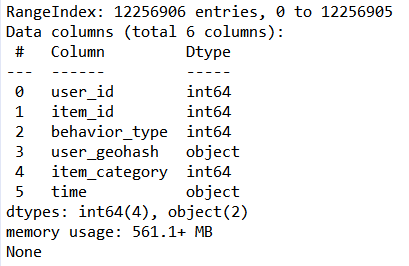 RangeIndex: 12256906 entries, 0 to 12256905
Data columns (total 6 columns):
 #   Column         Dtype
---  ------         -----
 0   user_id        int64
 1   item_id        int64
 2   behavior_type  int64
 3   user_geohash   object
 4   item_category  int64
 5   time           object
dtypes: int64(4), object(2)
memory usage: 561.1+ MB
None